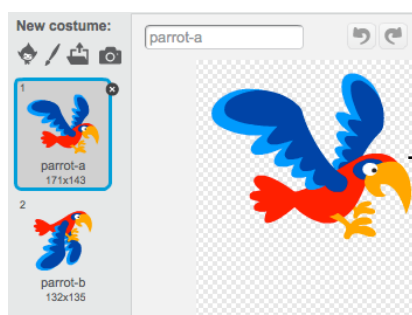 New costume:
parrot-a
1
parrot-a
171x143
2
parrot-b
132x135